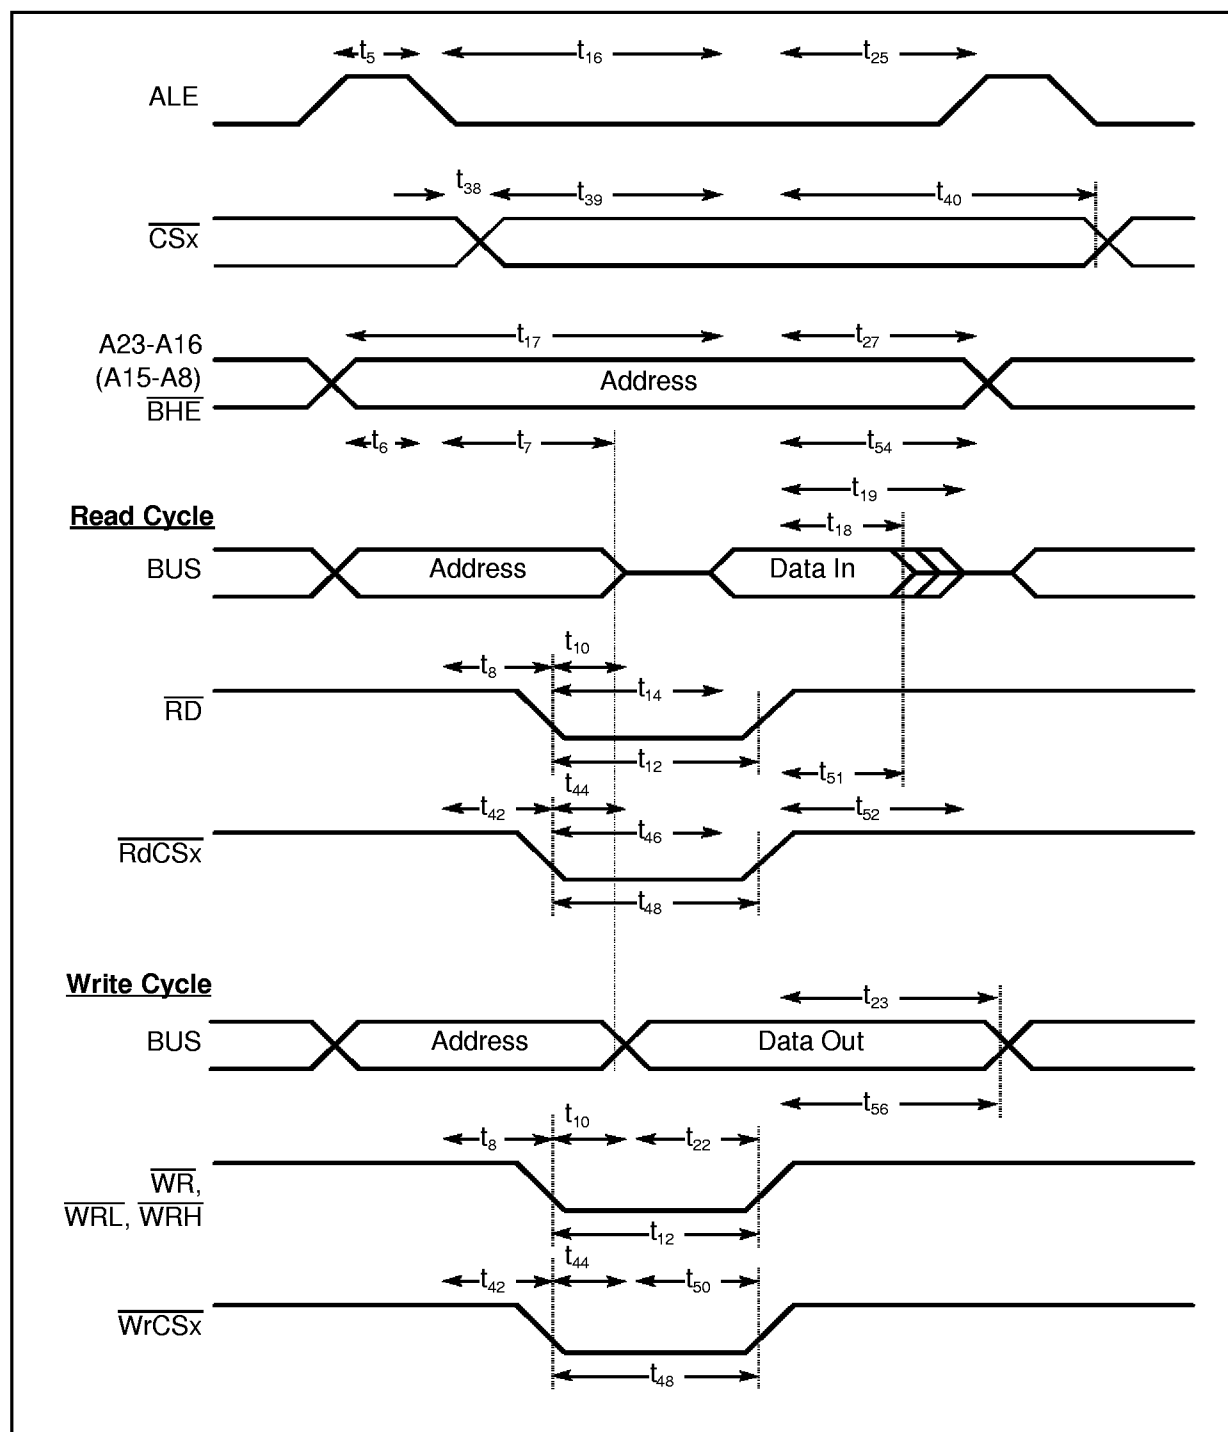 t5 t16 t25
ALE
t38 t39 t40
CSx
t17 t27
A23-A16
(A15-A8)
BHE
Address
t6 t7 t54
t19
Read Cycle
t18
BUS Address Data In
t10
t8
t14
RD
t12
t51
t44
t42 t52
t46
RdCSx
t48
Write Cycle
t23
BUS Address Data Out
t56
t10
t8 t22
WR,
WRL, WRH
t12
t44
t42 t50
WrCSx
t48